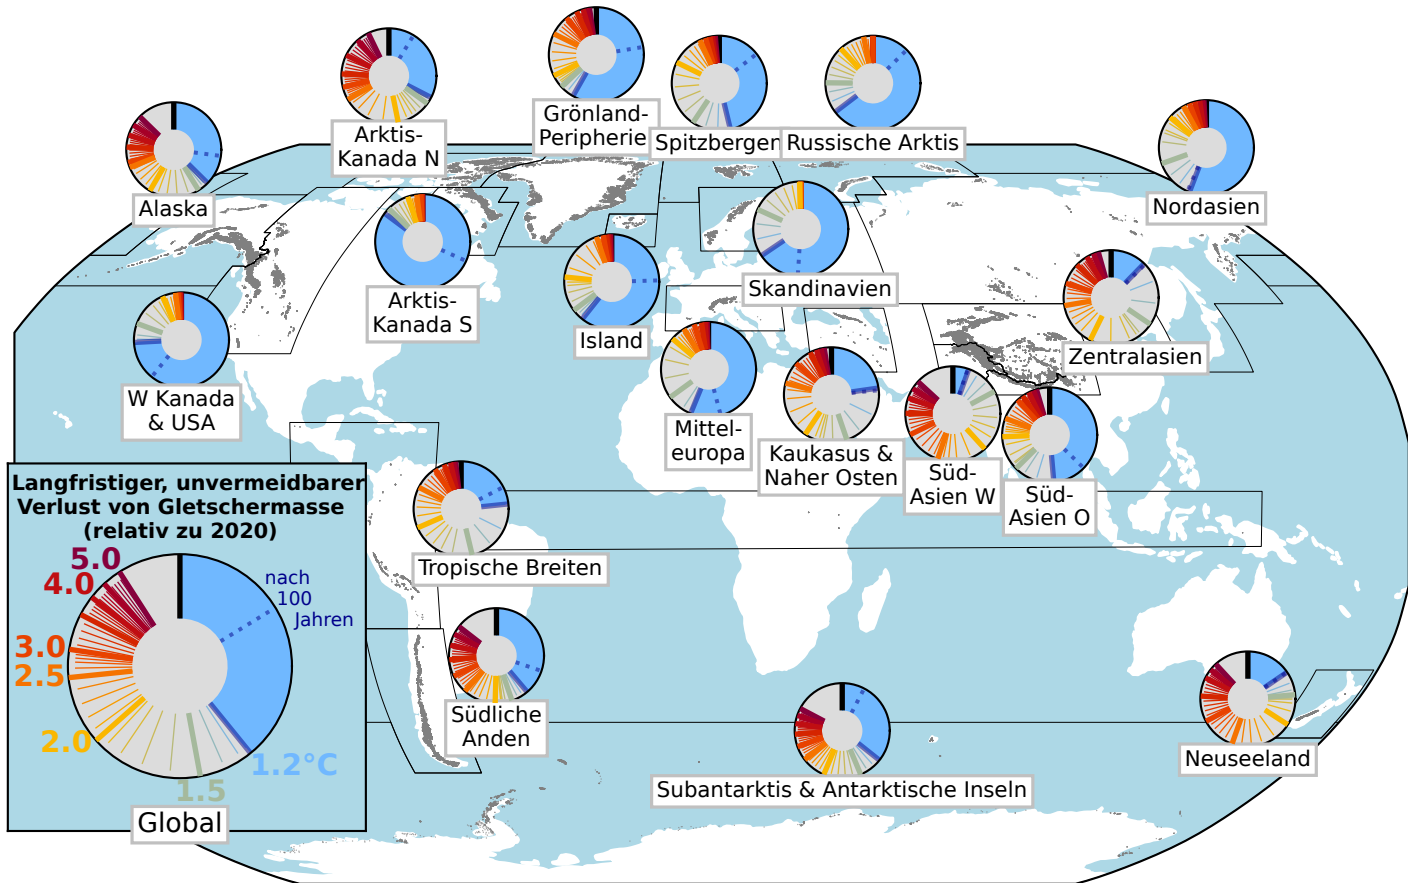 Arktis-
Kanada N
Grönland-
Peripherie
Spitzbergen
Russische Arktis
Alaska
Nordasien
Arktis-
Kanada S
Island
Skandinavien
Zentralasien
W Kanada
& USA
Mittel-
europa
Kaukasus &
Naher Osten
Süd-
Asien W
Süd-
Asien O
Langfristiger, unvermeidbarer
Verlust von Gletschermasse
(relativ zu 2020)
5.0
4.0
3.0
2.5
2.0
1.5
1.2°C
nach
100
Jahren
Global
Tropische Breiten
Südliche
Anden
Subantarktis & Antarktische Inseln
Neuseeland